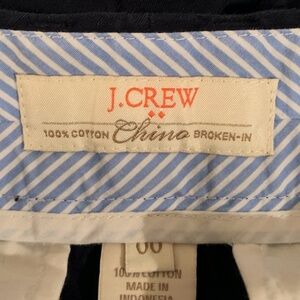 J.CREW
100% COTTON Chino BROKEN-IN
00
100% COTTON
MADE IN
INDONESIA